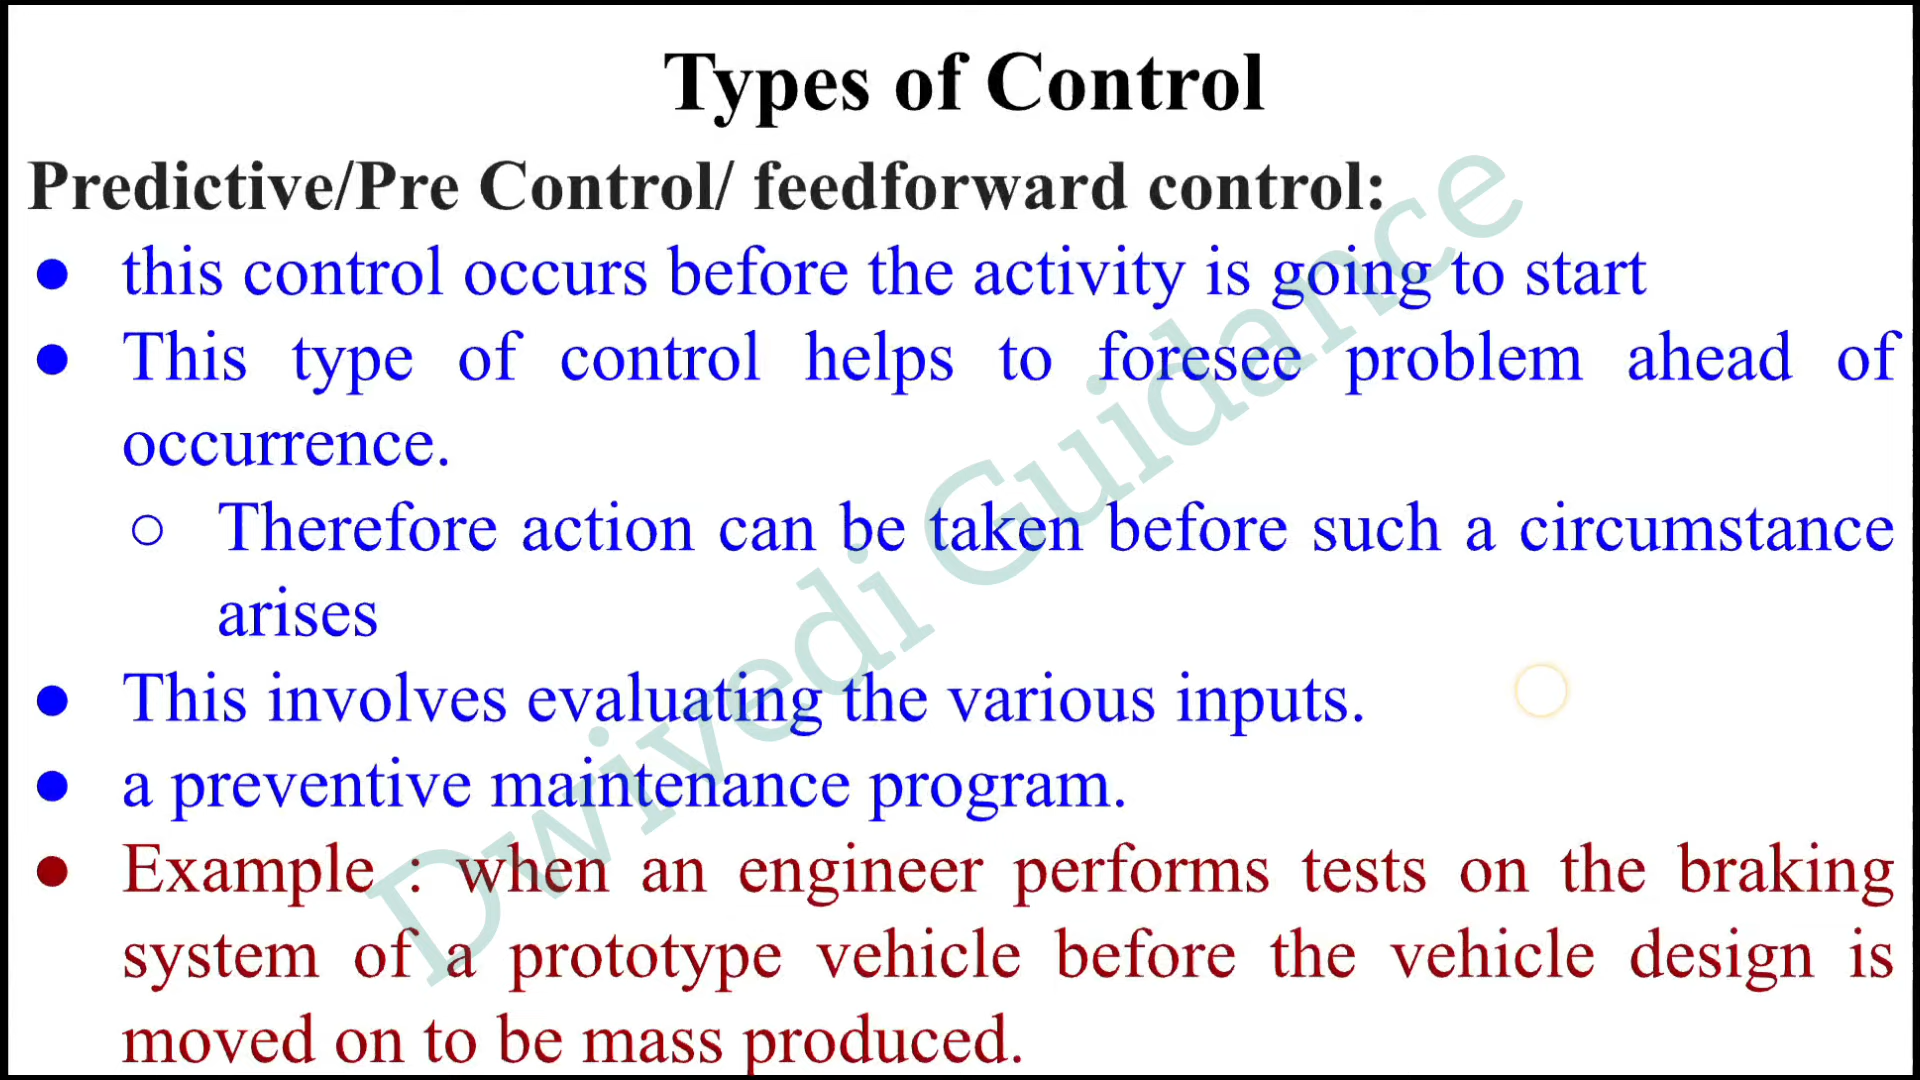 Types of Control
Predictive/Pre Control/ feedforward control:
● this control occurs before the activity is going to start
● This type of control helps to foresee problem ahead of
occurrence.
○ Therefore action can be taken before such a circumstance
arises
● This involves evaluating the various inputs.
● a preventive maintenance program.
● Example : when an engineer performs tests on the braking
system of a prototype vehicle before the vehicle design is
moved on to be mass produced.
Dwivedi Guidance